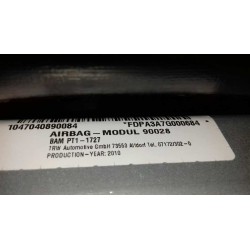 1047040890084 *FDPA3A7G000684
AIRBAG-MODUL 90028
BAM PT1-1727
TRW Automotive GmbH 73553 Alfdorf Tel. 07172/302-0
PRODUCTION-YEAR: 2010